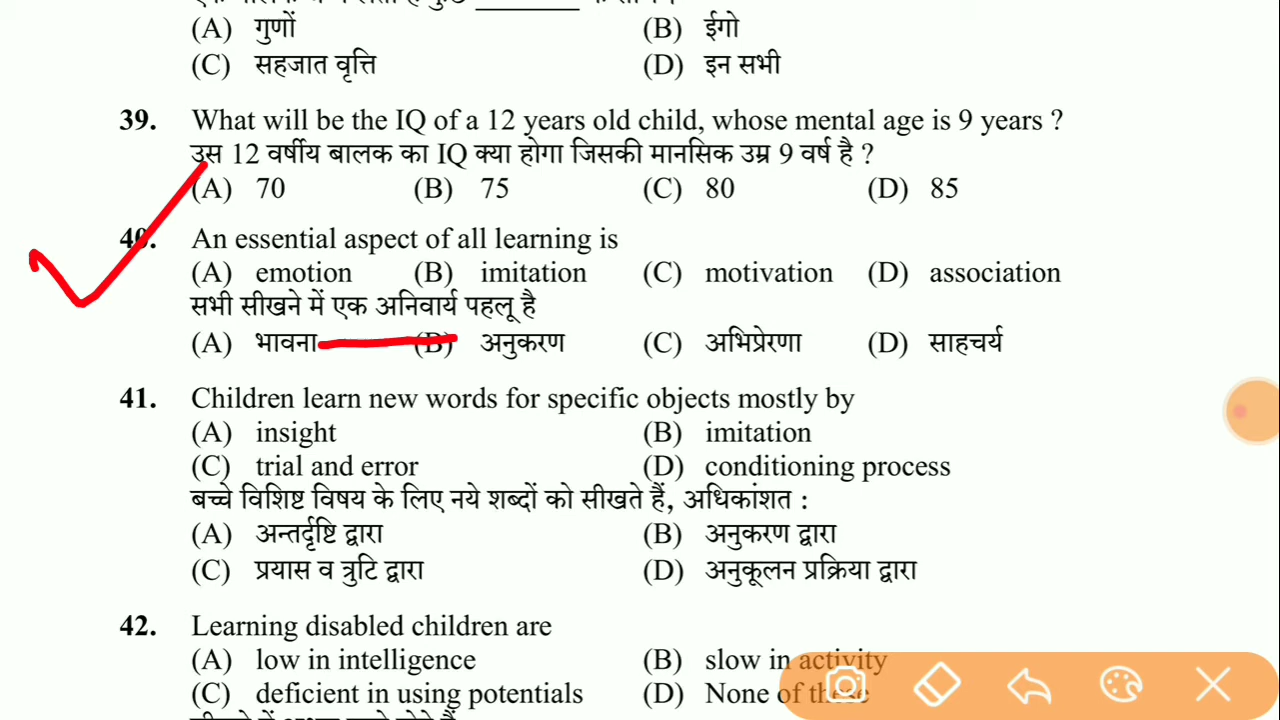 (A) गुणों (B) ईगो
(C) सहजात वृत्ति (D) इन सभी
39. What will be the IQ of a 12 years old child, whose mental age is 9 years ?
उस 12 वर्षीय बालक का IQ क्या होगा जिसकी मानसिक उम्र 9 वर्ष है ?
(A) 70 (B) 75 (C) 80 (D) 85
40. An essential aspect of all learning is
(A) emotion (B) imitation (C) motivation (D) association
सभी सीखने में एक अनिवार्य पहलू है
(A) भावना (B) अनुकरण (C) अभिप्रेरणा (D) साहचर्य
41. Children learn new words for specific objects mostly by
(A) insight (B) imitation
(C) trial and error (D) conditioning process
बच्चे विशिष्ट विषय के लिए नये शब्दों को सीखते हैं, अधिकांशत :
(A) अन्तर्दृष्टि द्वारा (B) अनुकरण द्वारा
(C) प्रयास व त्रुटि द्वारा (D) अनुकूलन प्रक्रिया द्वारा
42. Learning disabled children are
(A) low in intelligence (B) slow in activity
(C) deficient in using potentials (D) None of these